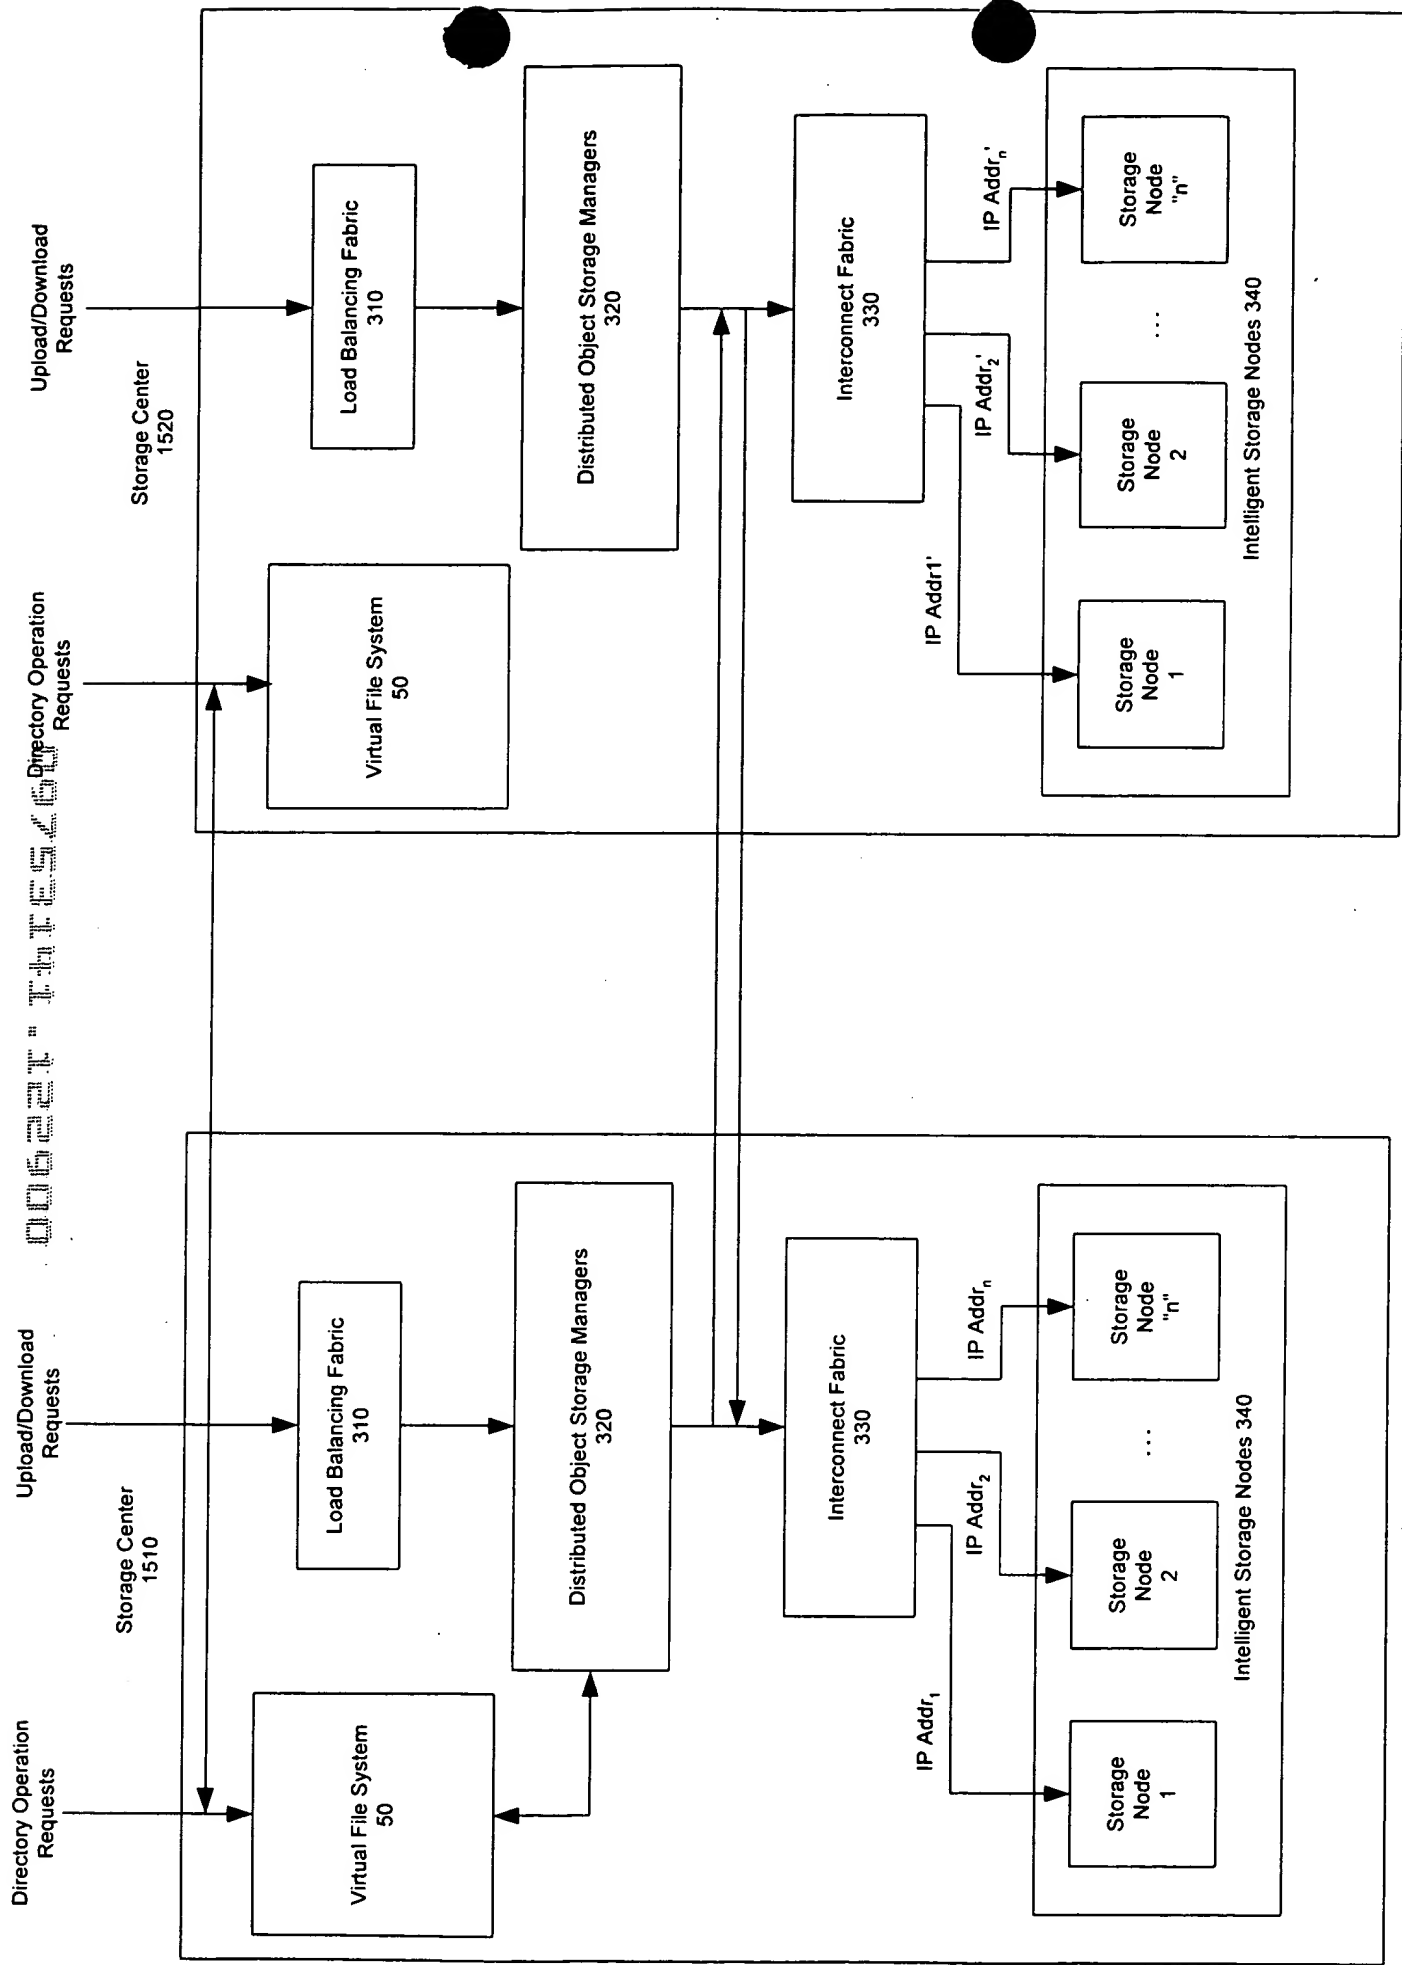 Directory Operation
Requests
Upload/Download
Requests
Storage Center
1510
Virtual File System
50
Load Balancing Fabric
310
Distributed Object Storage Managers
320
Interconnect Fabric
330
IP Addr1
IP Addr2
IP Addrn
Storage
Node
1
Storage
Node
2
...
Storage
Node
"n"
Intelligent Storage Nodes 340
Directory Operation
Requests
Upload/Download
Requests
Storage Center
1520
Virtual File System
50
Load Balancing Fabric
310
Distributed Object Storage Managers
320
Interconnect Fabric
330
IP Addr1'
IP Addr2'
IP Addrn'
Storage
Node
1
Storage
Node
2
...
Storage
Node
"n"
Intelligent Storage Nodes 340